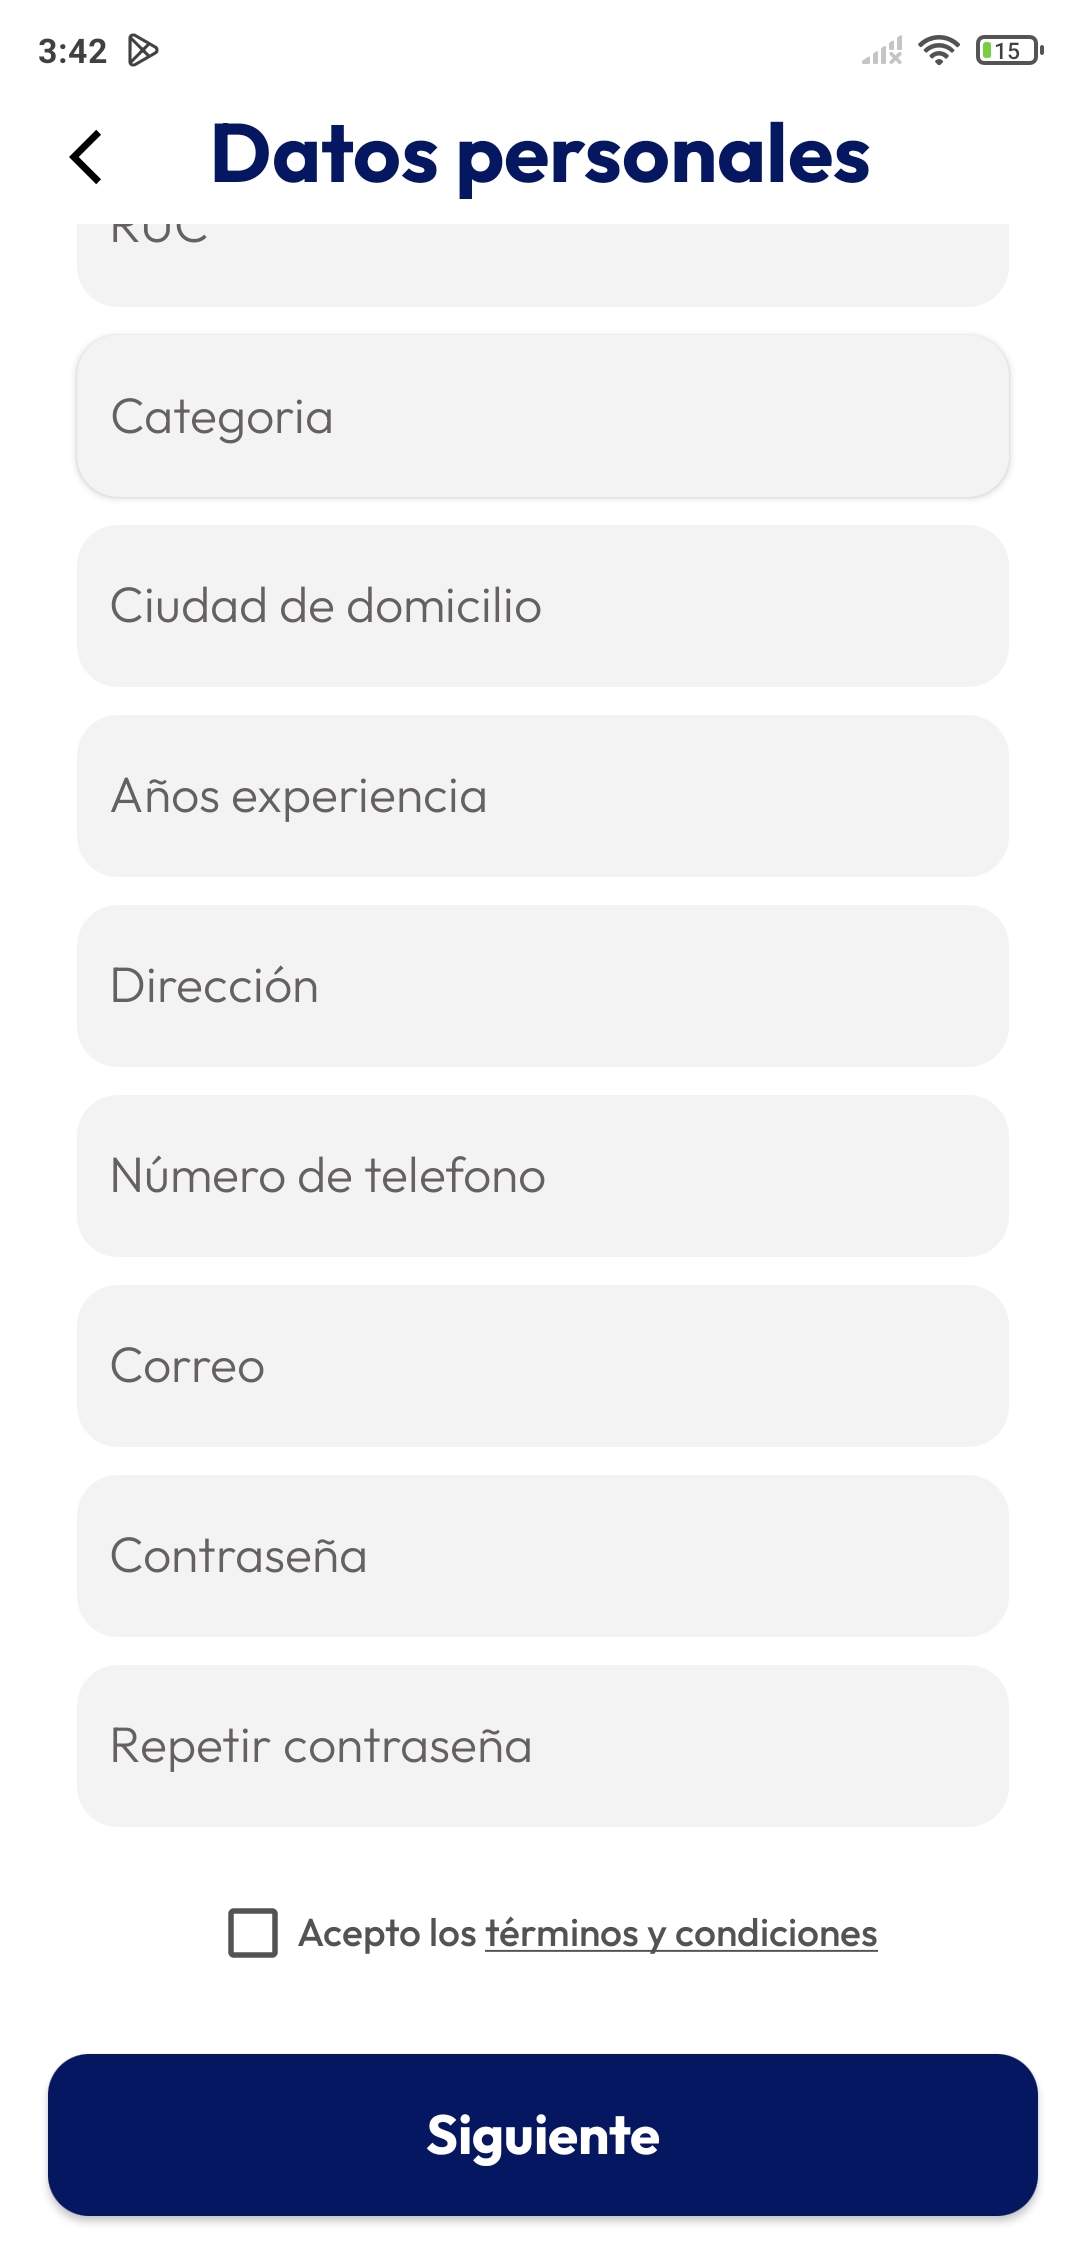 3:42
15
Datos personales
RUC
Categoria
Ciudad de domicilio
Años experiencia
Dirección
Número de telefono
Correo
Contraseña
Repetir contraseña
Acepto los términos y condiciones
Siguiente